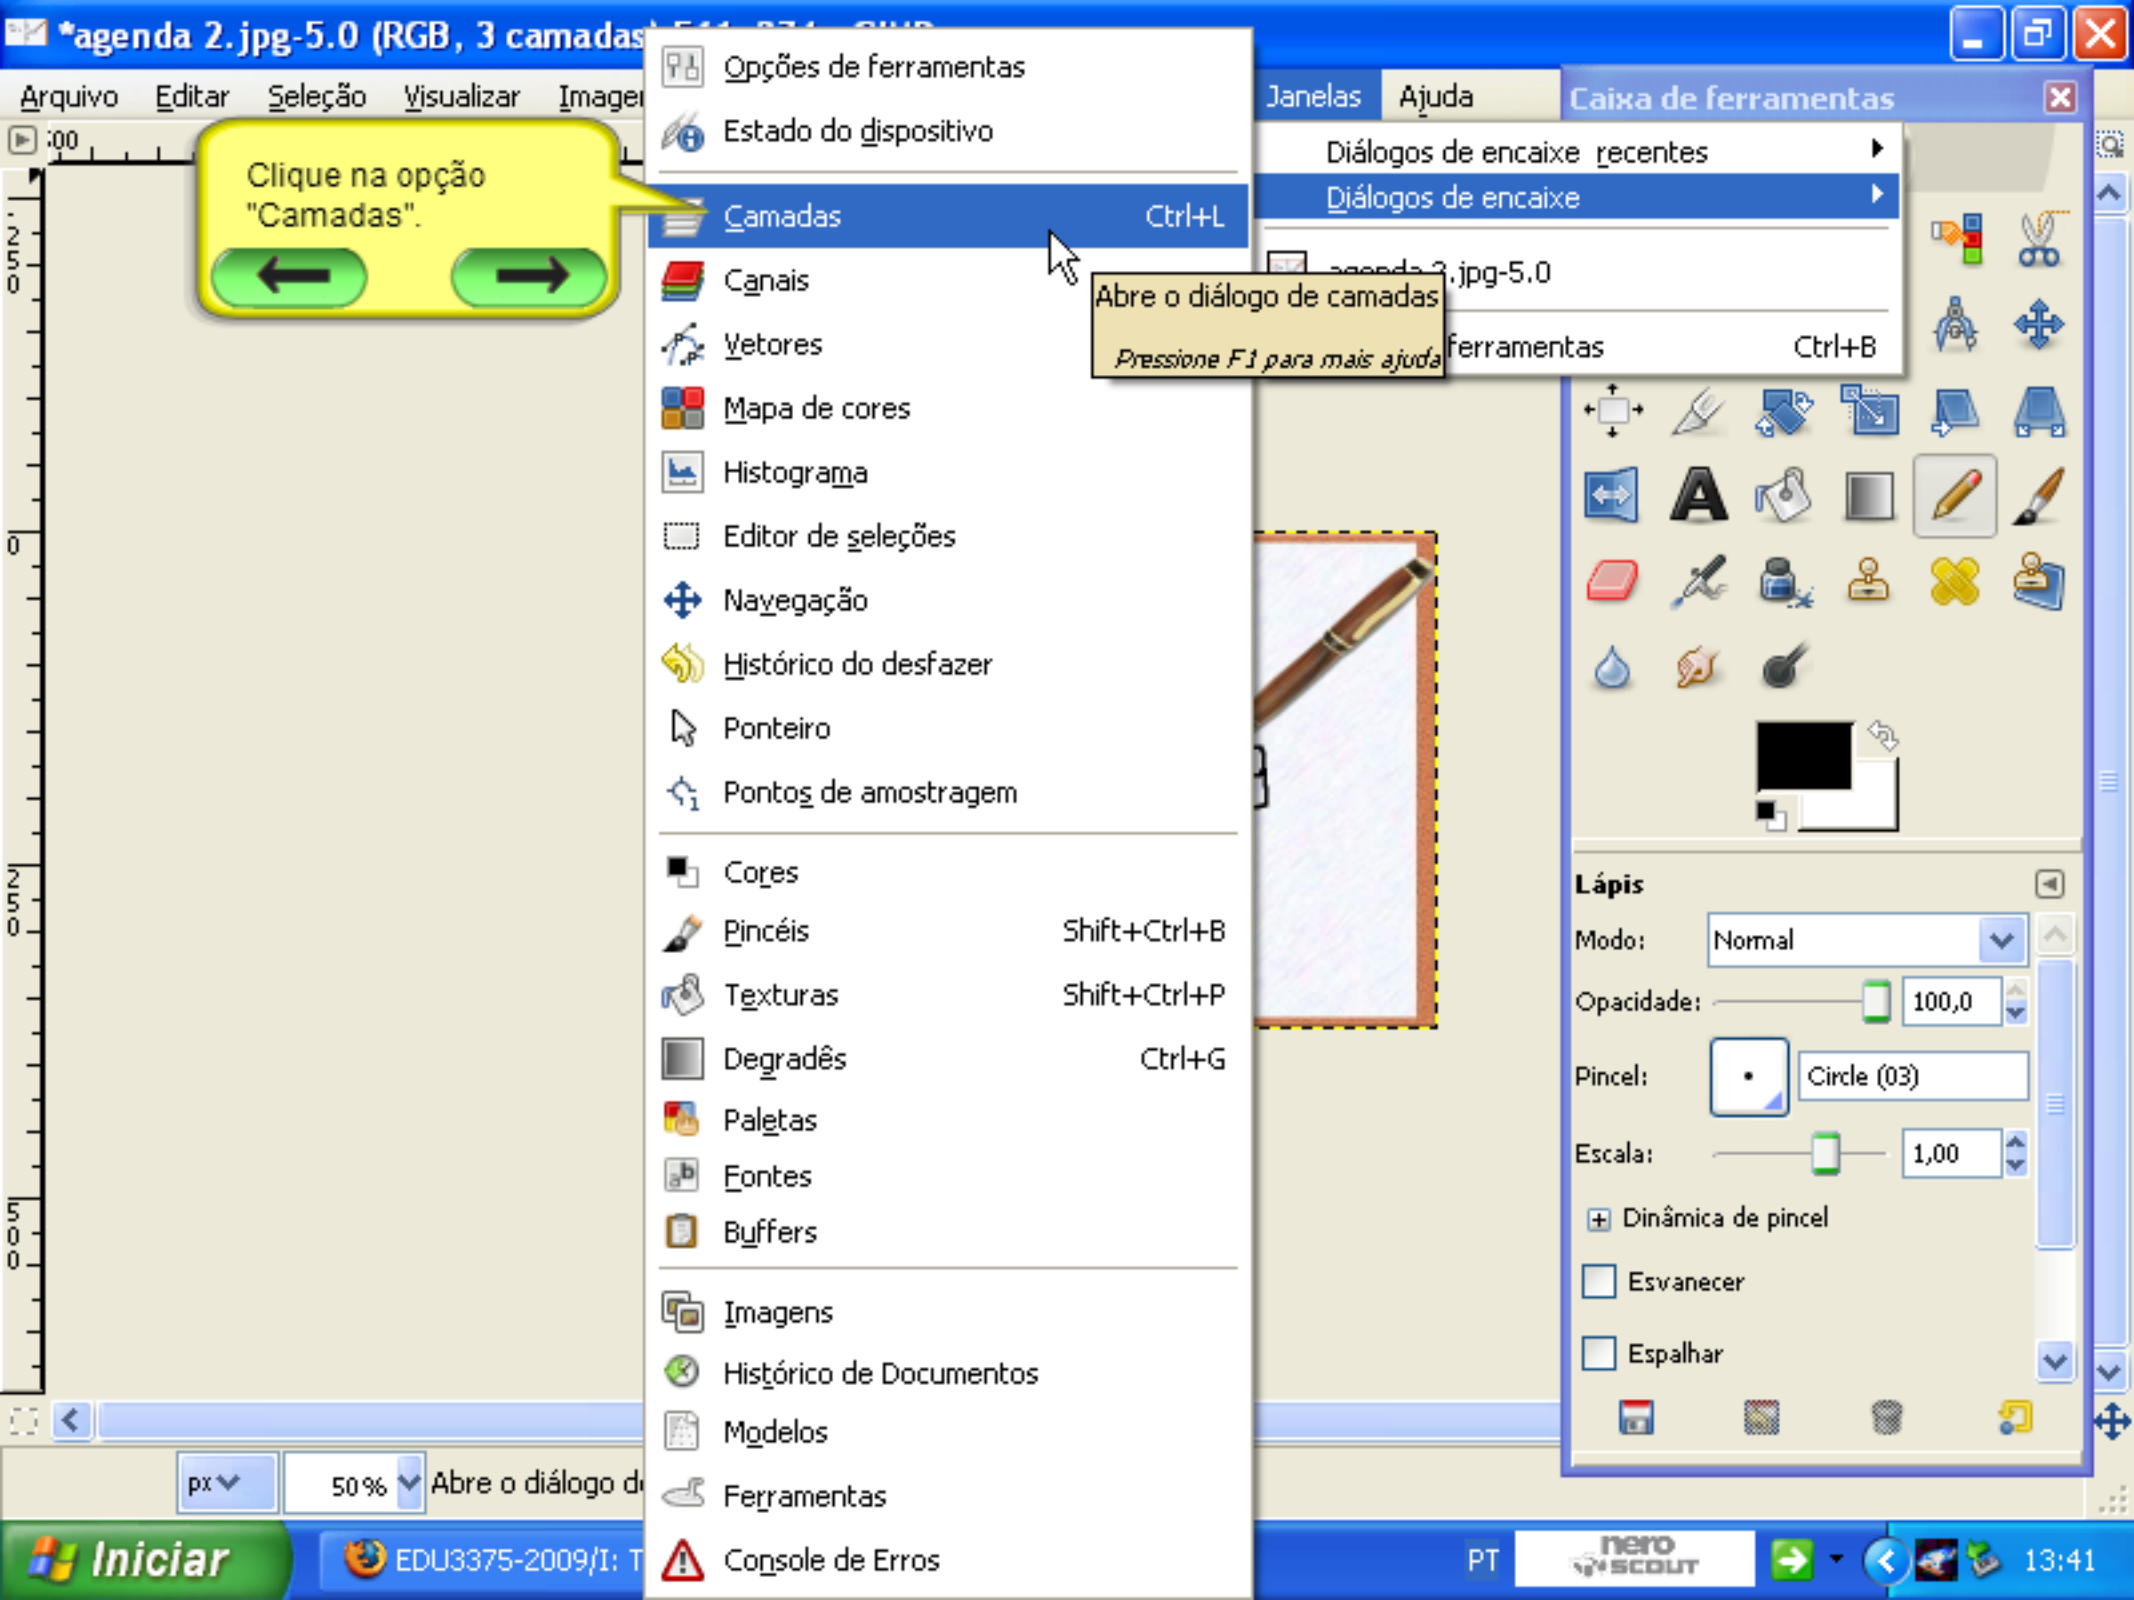 *agenda 2.jpg-5.0 (RGB, 3 camadas
Arquivo Editar Seleção Visualizar Janelas Ajuda
Clique na opção
"Camadas".
Opções de ferramentas
Estado do dispositivo
Camadas Ctrl+L
Canais
Vetores
Mapa de cores
Histograma
Editor de seleções
Navegação
Histórico do desfazer
Ponteiro
Pontos de amostragem
Cores
Pincéis Shift+Ctrl+B
Texturas Shift+Ctrl+P
Degradês Ctrl+G
Paletas
Fontes
Buffers
Imagens
Histórico de Documentos
Modelos
Ferramentas
Console de Erros
Diálogos de encaixe recentes
Diálogos de encaixe
.jpg-5.0
ferramentas Ctrl+B
Abre o diálogo de camadas
Pressione F1 para mais ajuda
Caixa de ferramentas
Lápis
Modo: Normal
Opacidade: 100,0
Pincel: Circle (03)
Escala: 1,00
Dinâmica de pincel
Esvanecer
Espalhar
0
250
500
px 50% Abre o diálogo
Iniciar EDU3375-2009/I: T PT nero SCOUT 13:41